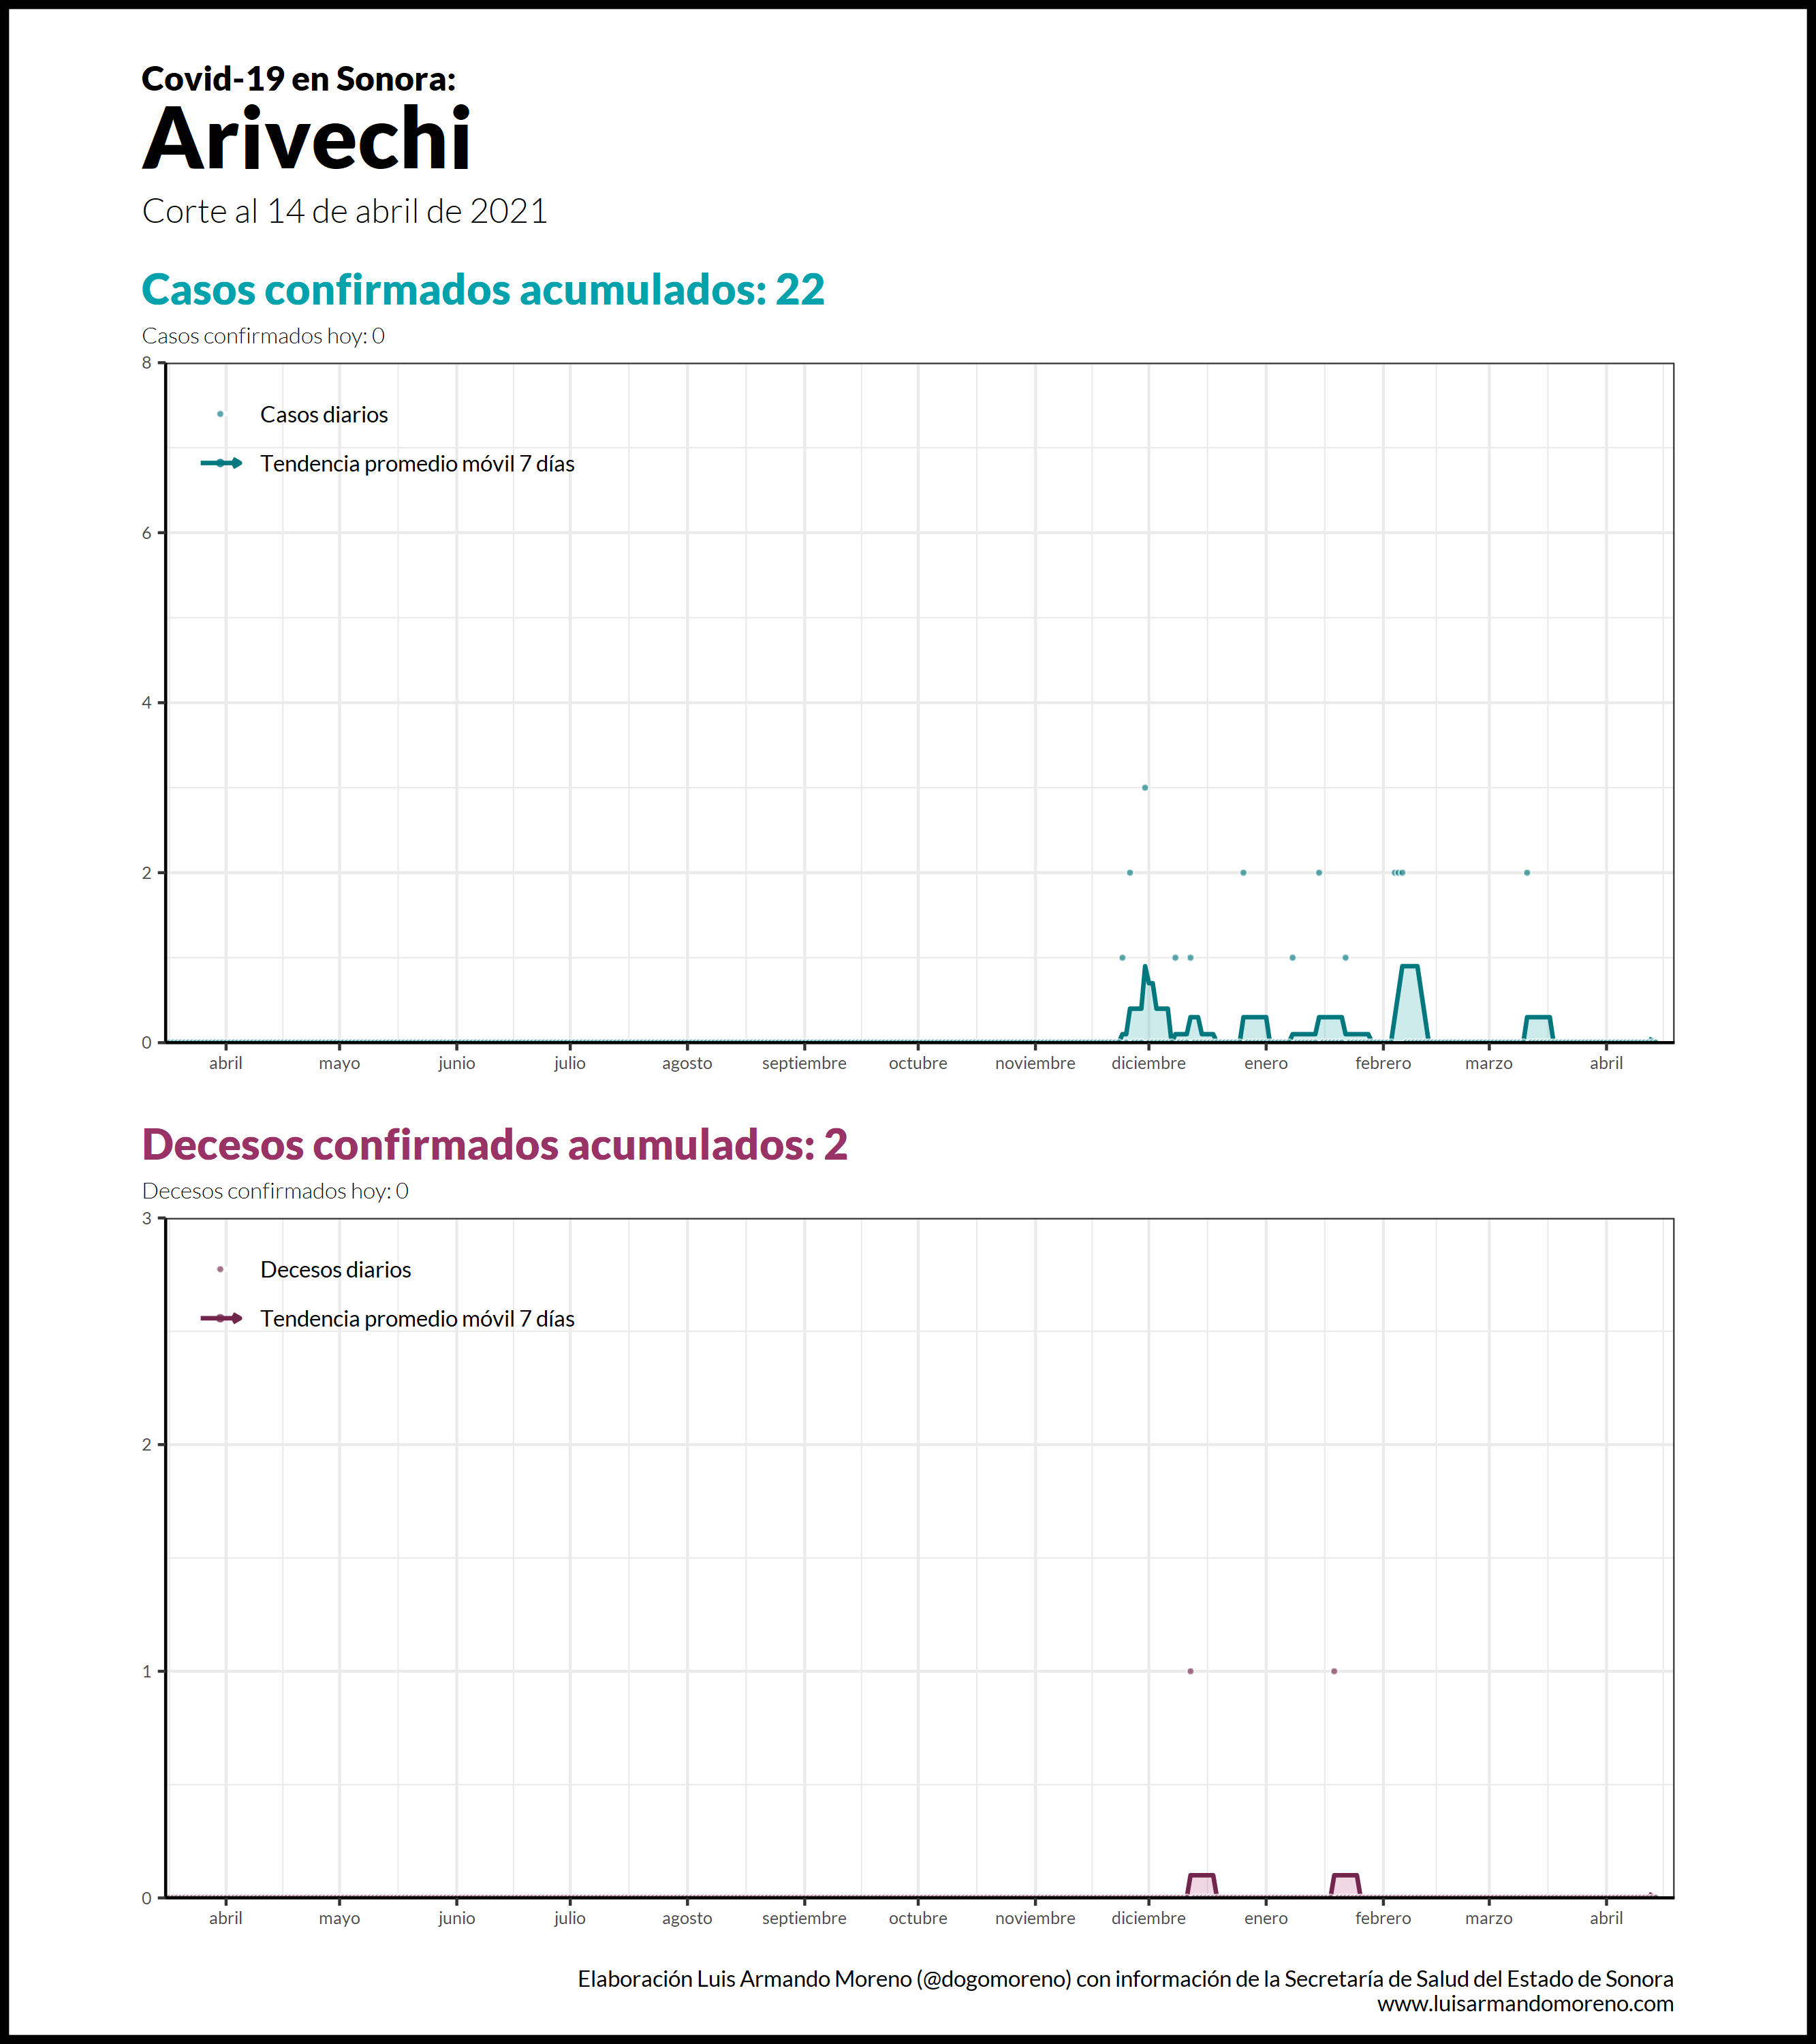 Covid-19 en Sonora:
Arivechi
Corte al 14 de abril de 2021
Casos confirmados acumulados: 22
Casos confirmados hoy: 0
8
6
4
2
0
Casos diarios
Tendencia promedio móvil 7 días
abril mayo junio julio agosto septiembre octubre noviembre diciembre enero febrero marzo abril
Decesos confirmados acumulados: 2
Decesos confirmados hoy: 0
3
2
1
0
Decesos diarios
Tendencia promedio móvil 7 días
abril mayo junio julio agosto septiembre octubre noviembre diciembre enero febrero marzo abril
Elaboración Luis Armando Moreno (@dogomoreno) con información de la Secretaría de Salud del Estado de Sonora
www.luisarmandomoreno.com